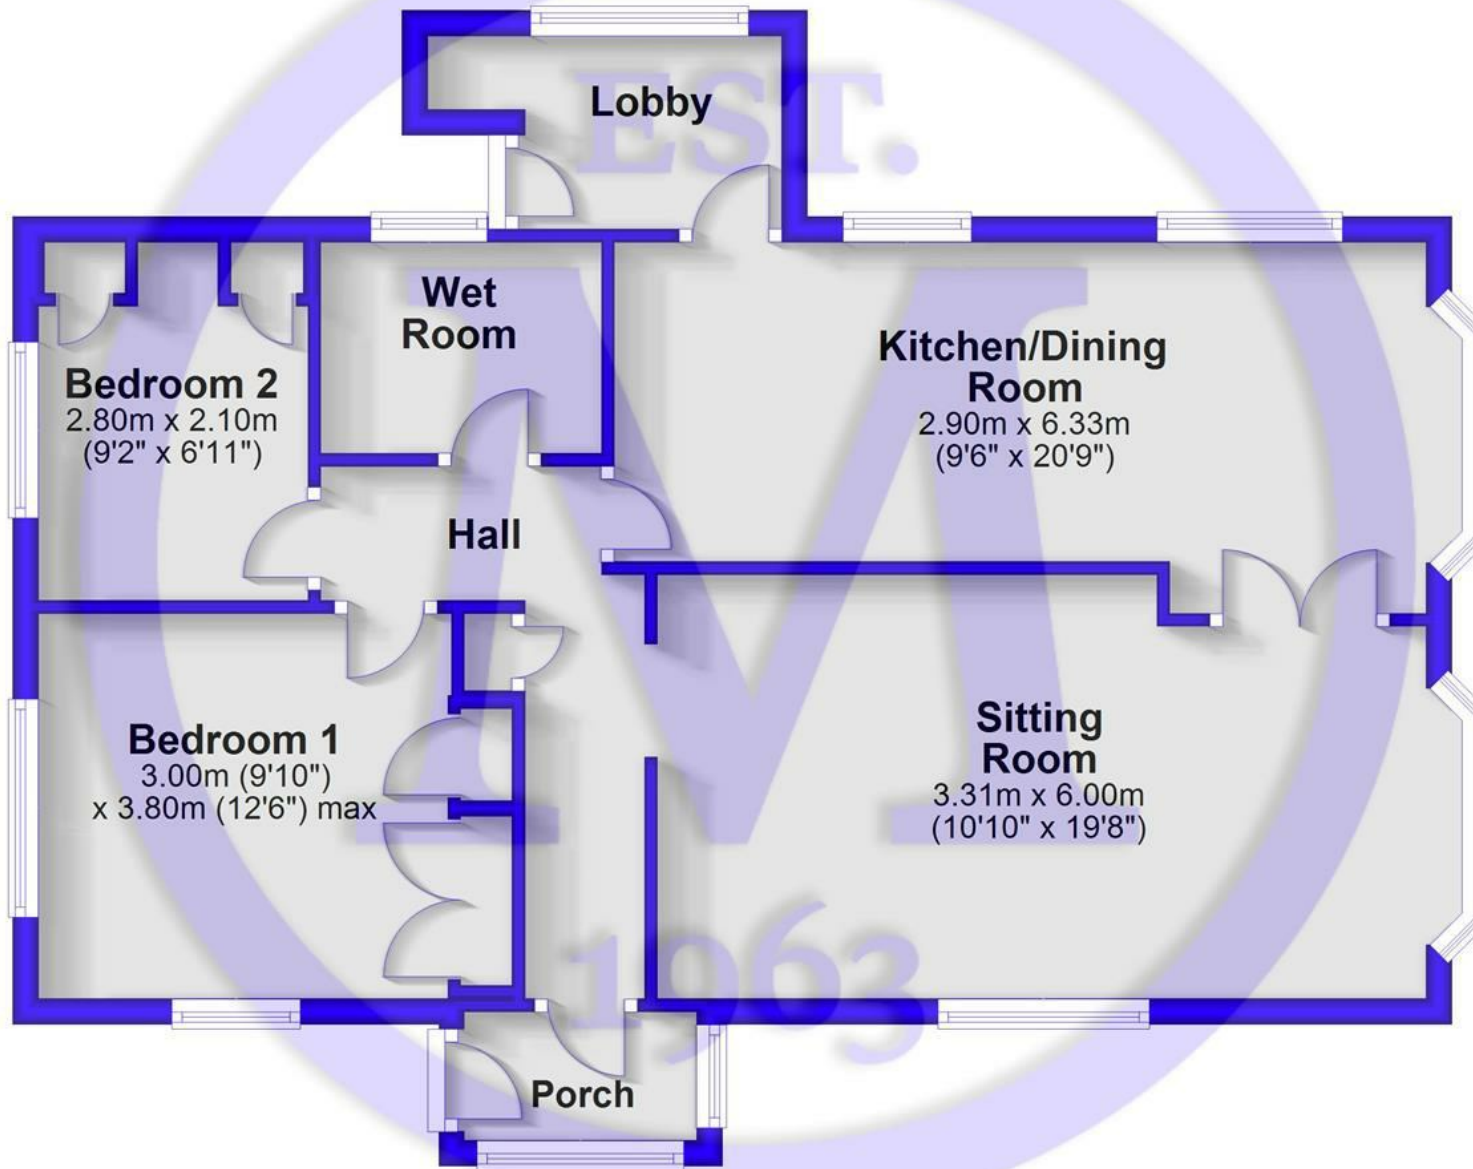 EST.
Lobby
Wet
Room
Kitchen/Dining
Room
2.90m x 6.33m
(9'6" x 20'9")
Bedroom 2
2.80m x 2.10m
(9'2" x 6'11")
Hall
M
Bedroom 1
3.00m (9'10")
x 3.80m (12'6") max
Sitting
Room
3.31m x 6.00m
(10'10" x 19'8")
1963
Porch